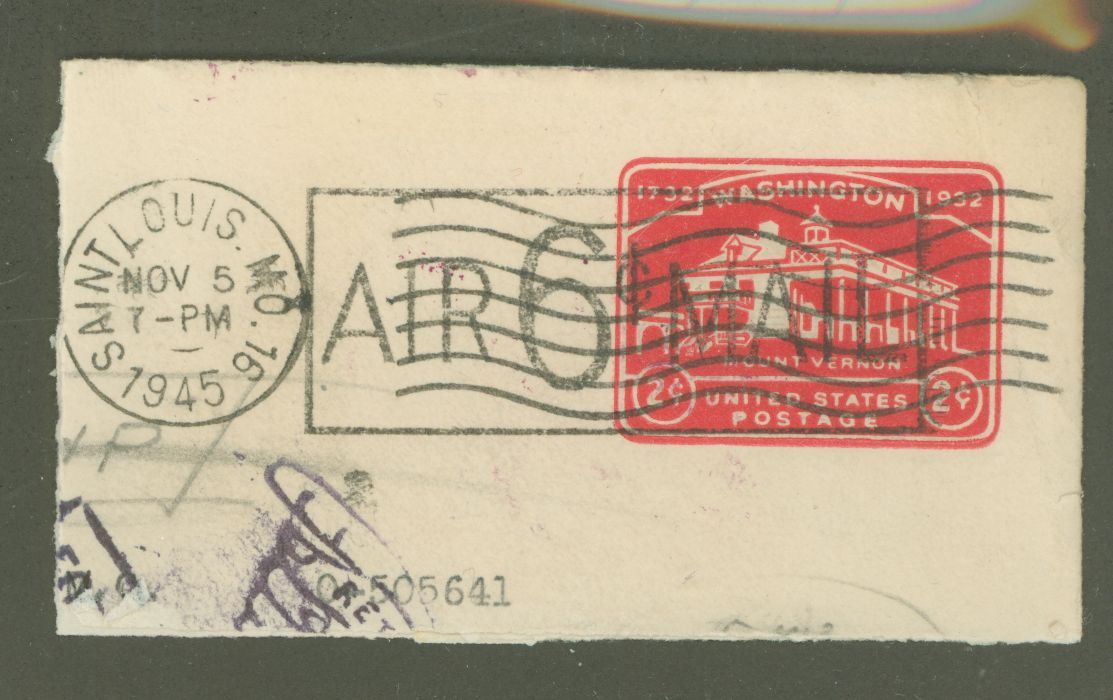 SAINT LOUIS. MO. 16
NOV 5
7-PM
1945
AIR 6¢ MAIL
1732 WASHINGTON 1932
MOUNT VERNON
2¢ UNITED STATES 2¢
POSTAGE
O-505641